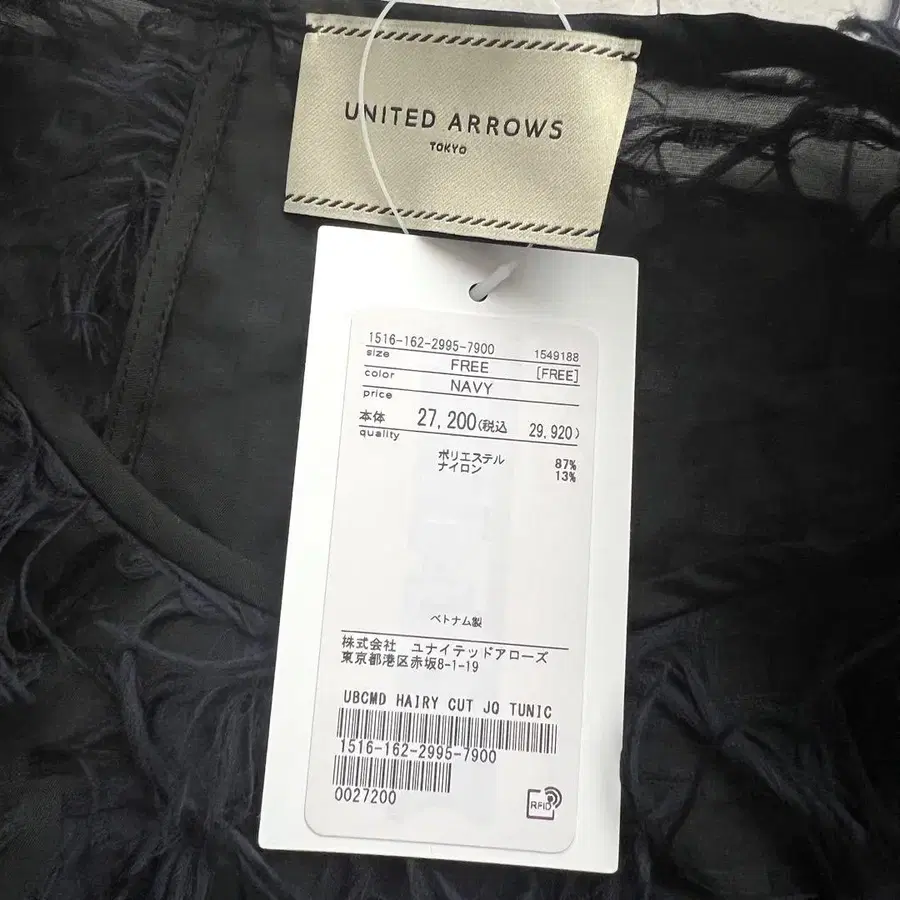 UNITED ARROWS
TOKYO
1516-162-2995-7900 1549188
size FREE [FREE]
color NAVY
price
本体 27,200(税込 29,920)
quality
ポリエステル 87%
ナイロン 13%
ベトナム製
株式会社 ユナイテッドアローズ
東京都港区赤坂8-1-19
UBCMD HAIRY CUT JQ TUNIC
1516-162-2995-7900
0027200
RFID